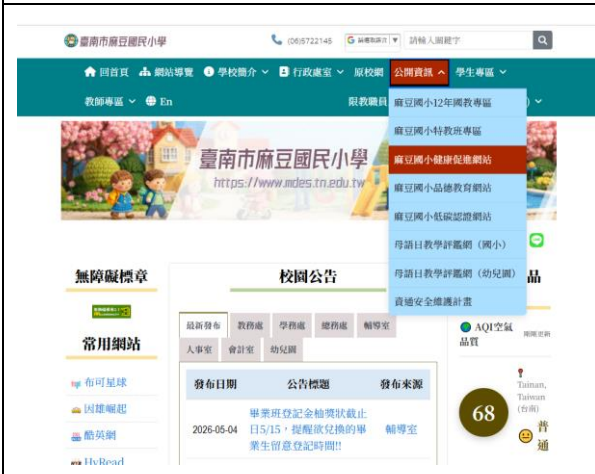 臺南市麻豆國民小學
(06)5722145
請輸入關鍵字
回首頁 網站導覽 學校簡介 行政處室 原校網 公開資訊 學生專區
教師專區 En 限教職員
麻豆國小12年國教專區
麻豆國小特教班專區
麻豆國小健康促進網站
麻豆國小品德教育網站
麻豆國小低碳認證網站
母語日教學評鑑網（國小）
母語日教學評鑑網（幼兒園）
資通安全維護計畫
臺南市麻豆國民小學
https://www.mdes.tn.edu.tw
無障礙標章
常用網站
布可星球
因雄崛起
酷英網
HyRead
校園公告
最新發布 教務處 學務處 總務處 輔導室
人事室 會計室 幼兒園
發布日期 公告標題 發布來源
2026-05-04 畢業班登記金柚獎狀截止日5/15，提醒欲兌換的畢業生留意登記時間!! 輔導室
品
AQI空氣品質
Tainan, Taiwan
(台南)
68
普通